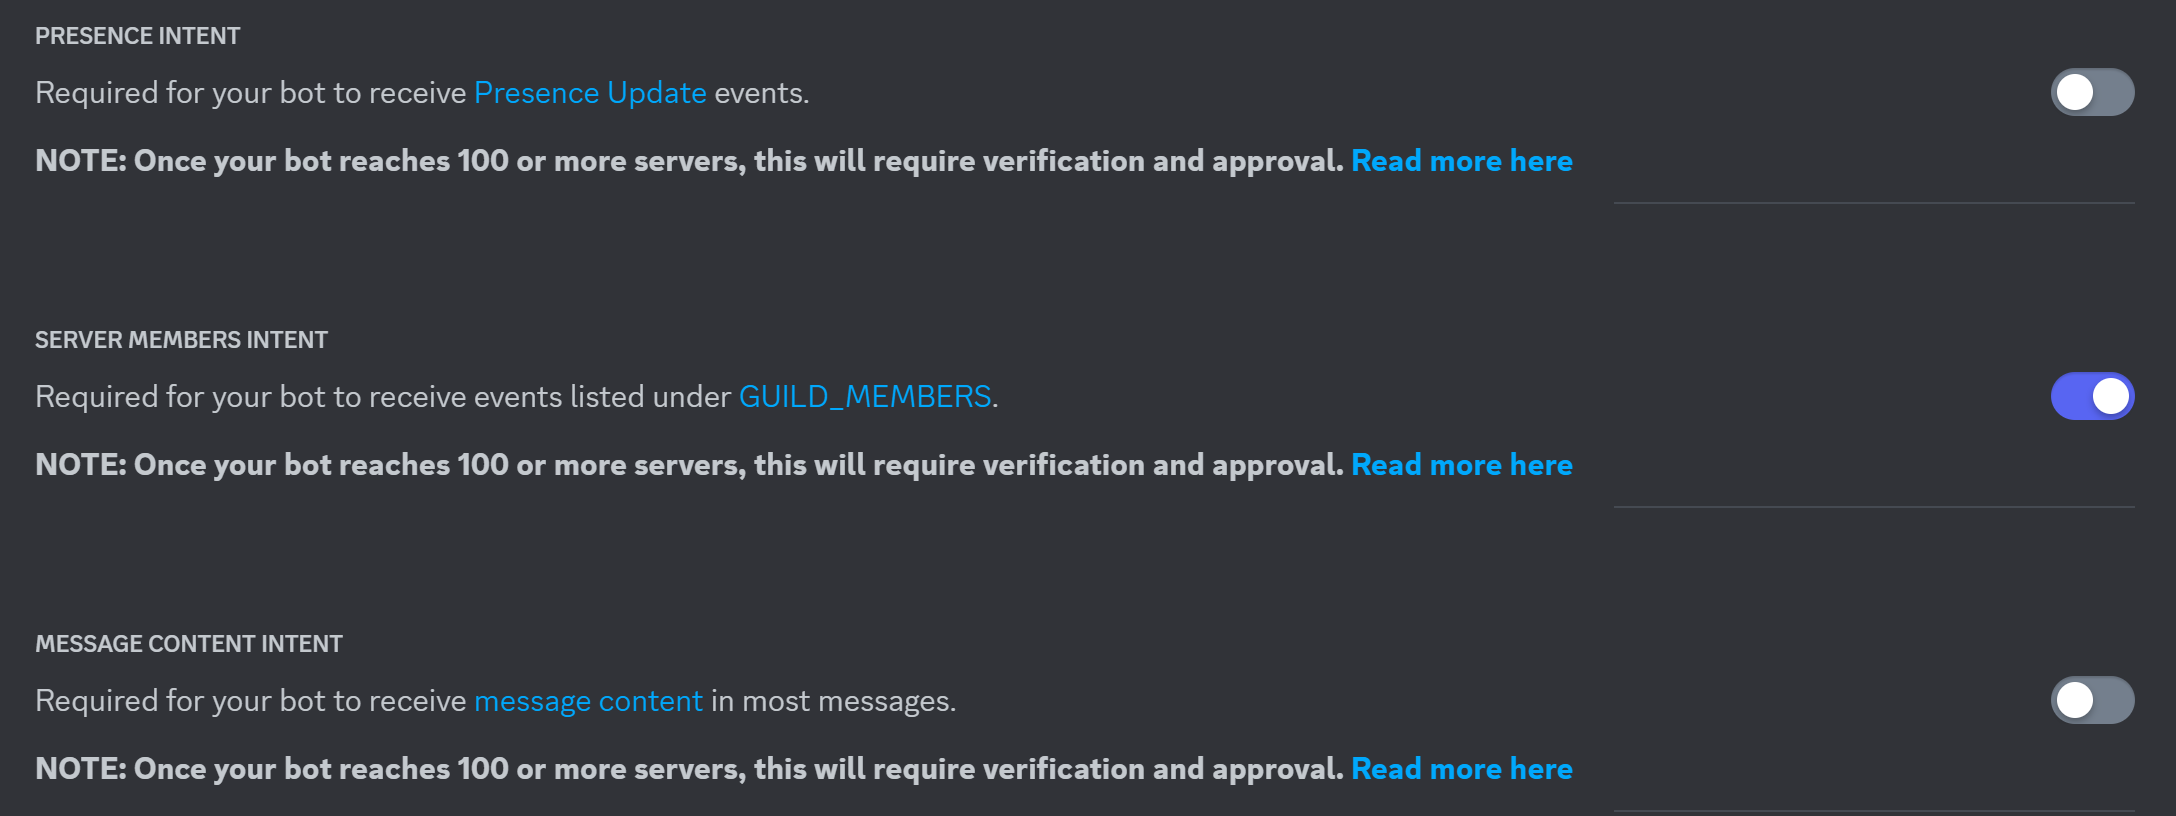 PRESENCE INTENT
Required for your bot to receive Presence Update events.
NOTE: Once your bot reaches 100 or more servers, this will require verification and approval. Read more here
SERVER MEMBERS INTENT
Required for your bot to receive events listed under GUILD_MEMBERS.
NOTE: Once your bot reaches 100 or more servers, this will require verification and approval. Read more here
MESSAGE CONTENT INTENT
Required for your bot to receive message content in most messages.
NOTE: Once your bot reaches 100 or more servers, this will require verification and approval. Read more here